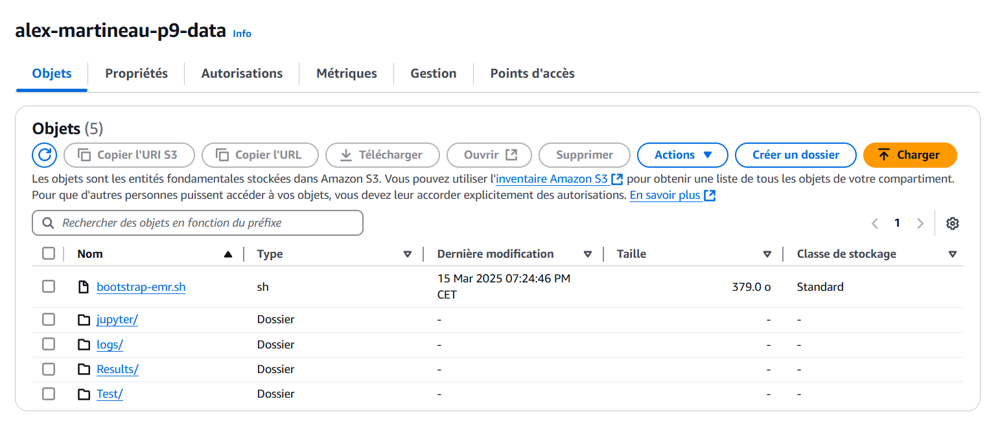 alex-martineau-p9-data Info
Objets Propriétés Autorisations Métriques Gestion Points d'accès
Objets (5)
Copier l'URI S3 Copier l'URL Télécharger Ouvrir Supprimer Actions Créer un dossier Charger
Les objets sont les entités fondamentales stockées dans Amazon S3. Vous pouvez utiliser l'inventaire Amazon S3 pour obtenir une liste de tous les objets de votre compartiment.
Pour que d'autres personnes puissent accéder à vos objets, vous devez leur accorder explicitement des autorisations. En savoir plus
Rechercher des objets en fonction du préfixe 1
Nom Type Dernière modification Taille Classe de stockage
bootstrap-emr.sh sh 15 Mar 2025 07:24:46 PM 379.0 o Standard
CET
jupyter/ Dossier - - -
logs/ Dossier - - -
Results/ Dossier - - -
Test/ Dossier - - -